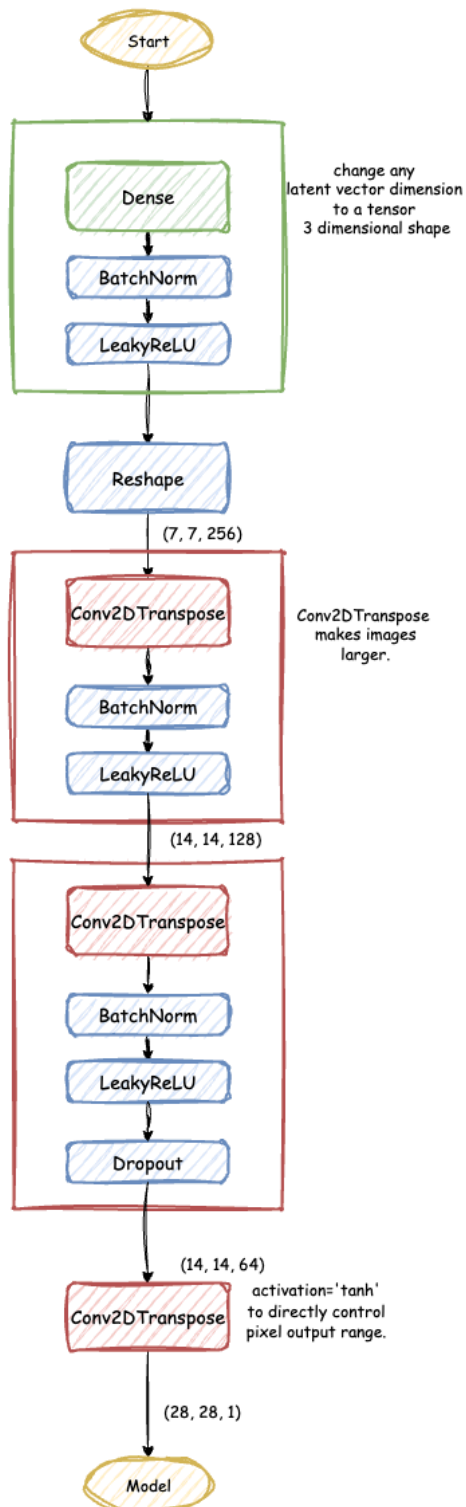 Start
change any
latent vector dimension
to a tensor
3 dimensional shape
Dense
BatchNorm
LeakyReLU
Reshape
(7, 7, 256)
Conv2DTranspose
Conv2DTranspose
makes images
larger.
BatchNorm
LeakyReLU
(14, 14, 128)
Conv2DTranspose
BatchNorm
LeakyReLU
Dropout
(14, 14, 64)
Conv2DTranspose
activation='tanh'
to directly control
pixel output range.
(28, 28, 1)
Model